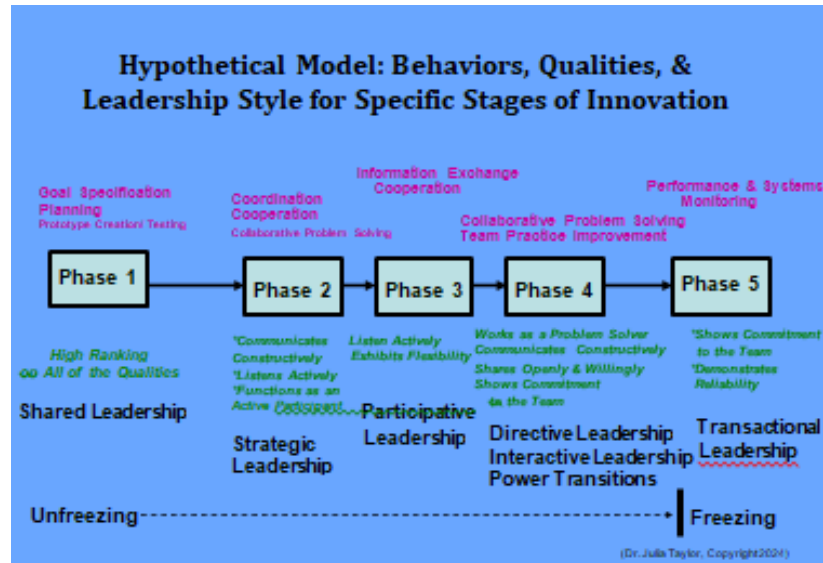 Hypothetical Model: Behaviors, Qualities, &
Leadership Style for Specific Stages of Innovation
Goal Specification
Planning
Prototype Creation/ Testing
Coordination
Cooperation
Collaborative Problem Solving
Information Exchange
Cooperation
Collaborative Problem Solving
Team Practice Improvement
Performance & Systems
Monitoring
Phase 1
Phase 2
Phase 3
Phase 4
Phase 5
High Ranking
on All of the Qualities
Shared Leadership
*Communicates
Constructively
*Listens Actively
*Functions as an
Active Participant
Strategic
Leadership
Listen Actively
Exhibits Flexibility
Participative
Leadership
Works as a Problem Solver
Communicates Constructively
Shares Openly & Willingly
Shows Commitment
to the Team
Directive Leadership
Interactive Leadership
Power Transitions
*Shows Commitment
to the Team
*Demonstrates
Reliability
Transactional
Leadership
Unfreezing
Freezing
(Dr. Julia Taylor, Copyright2024)